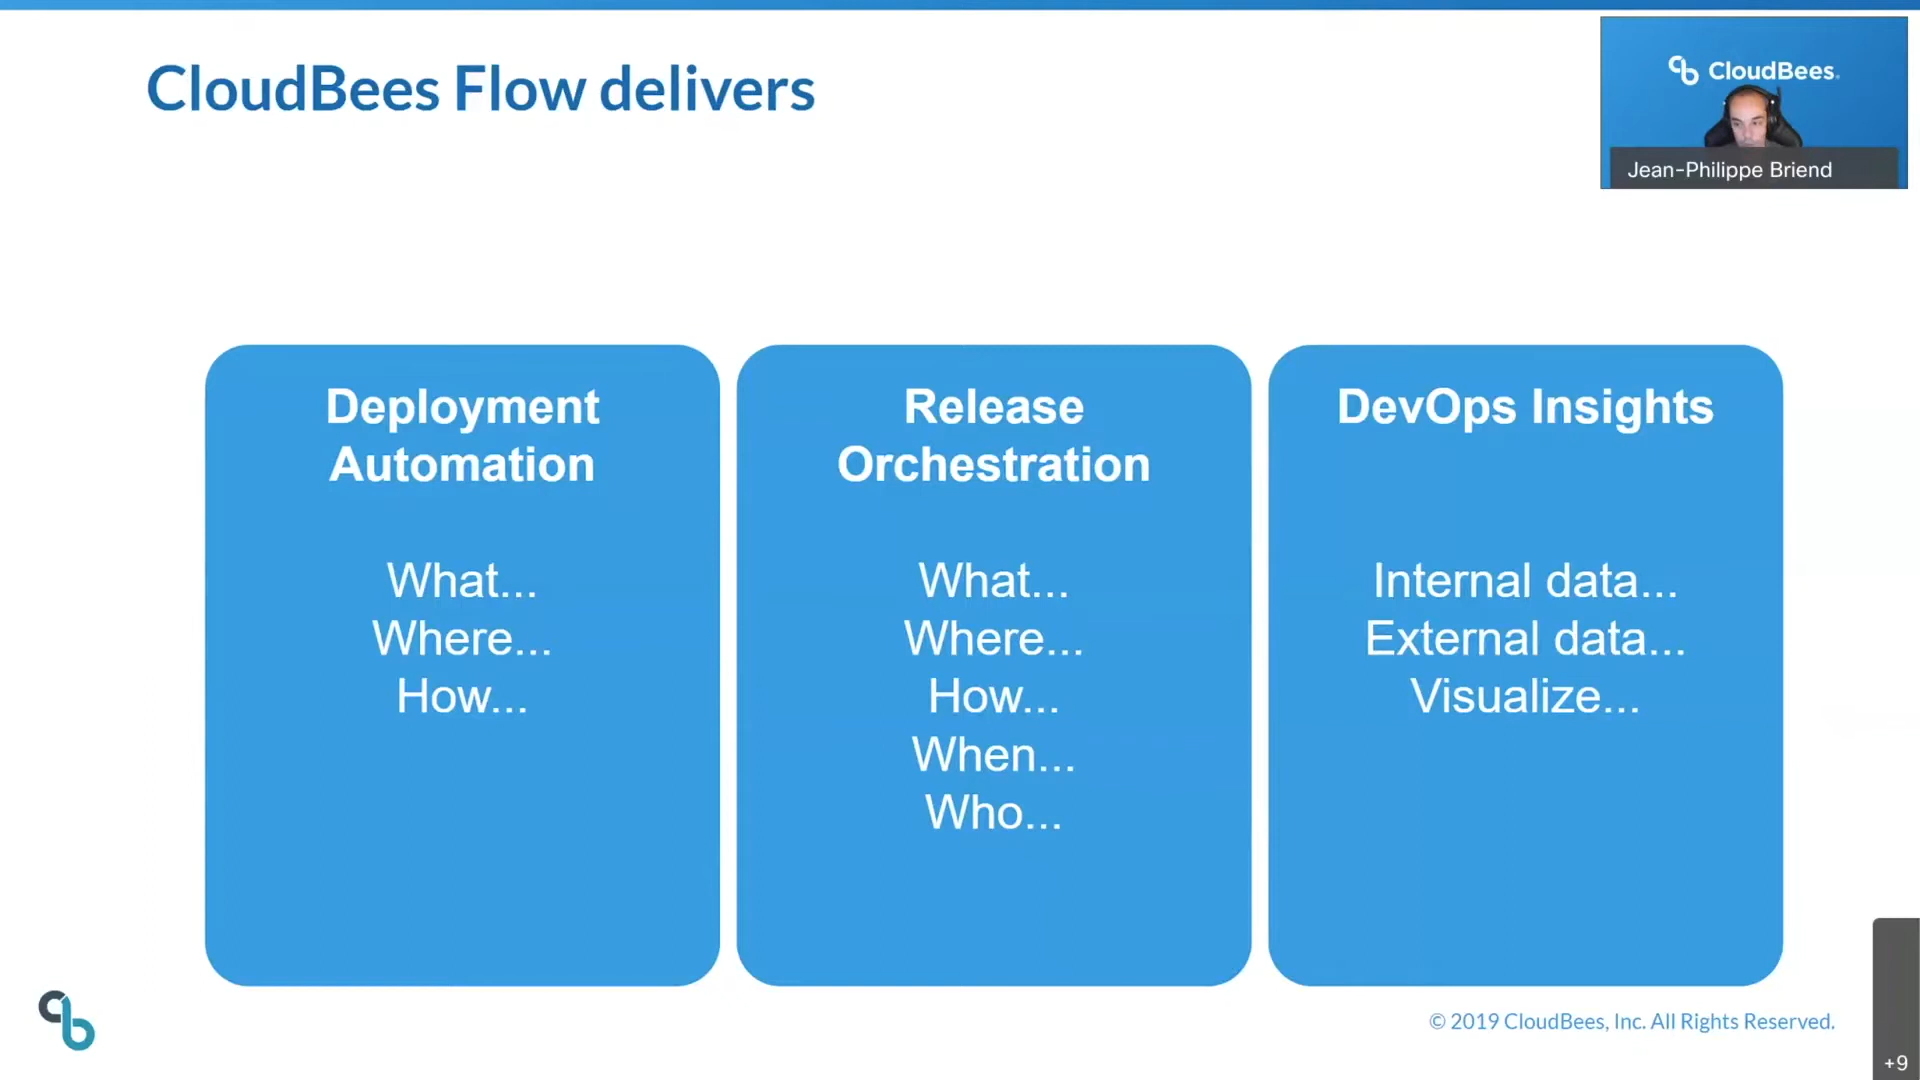 CloudBees Flow delivers
CloudBees.
Jean-Philippe Briend
Deployment
Automation
What...
Where...
How...
Release
Orchestration
What...
Where...
How...
When...
Who...
DevOps Insights
Internal data...
External data...
Visualize...
© 2019 CloudBees, Inc. All Rights Reserved.
+9